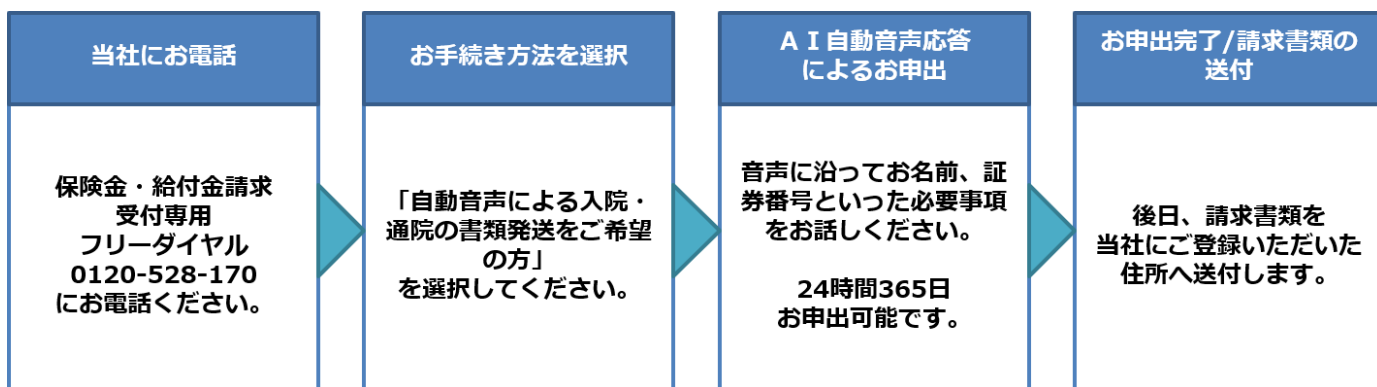 当社にお電話
保険金・給付金請求
受付専用
フリーダイヤル
0120-528-170
にお電話ください。
お手続き方法を選択
「自動音声による入院・
通院の書類発送をご希望
の方」
を選択してください。
ＡＩ自動音声応答
によるお申出
音声に沿ってお名前、証
券番号といった必要事項
をお話しください。
24時間365日
お申出可能です。
お申出完了/請求書類の
送付
後日、請求書類を
当社にご登録いただいた
住所へ送付します。